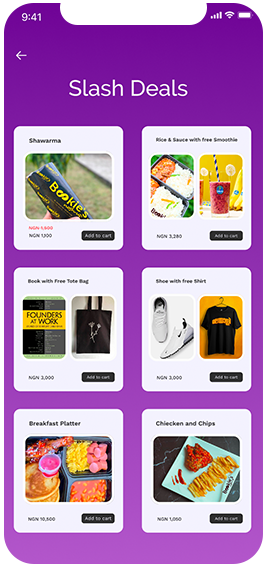 9:41
Slash Deals
Shawarma
Bookie's
NGN 1,500
NGN 1,100
Add to cart
Rice & Sauce with free Smoothie
NGN 3,280
Add to cart
Book with Free Tote Bag
FOUNDERS
AT WORK
NGN 3,000
Add to cart
Shoe with free Shirt
NGN 3,000
Add to cart
Breakfast Platter
NGN 10,500
Add to cart
Chiecken and Chips
NGN 1,050
Add to cart